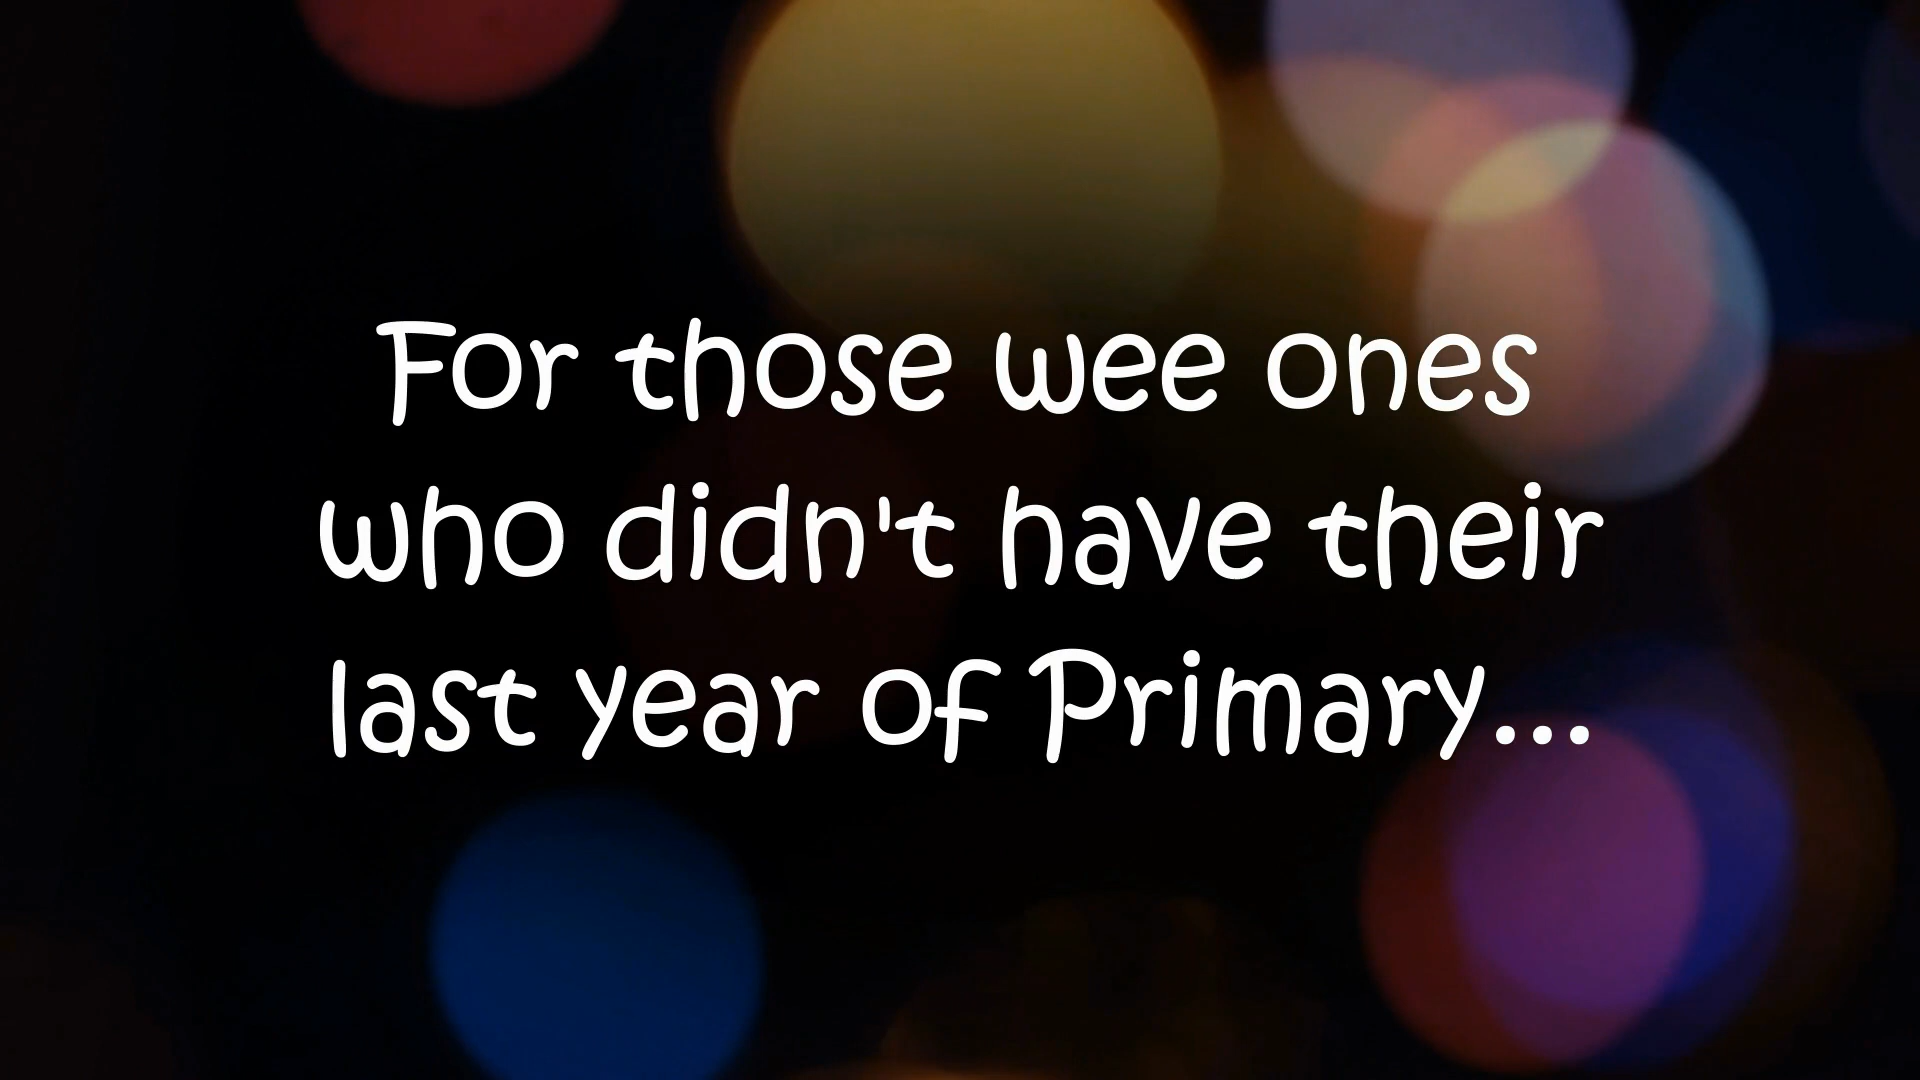 For those wee ones
who didn't have their
last year of Primary...